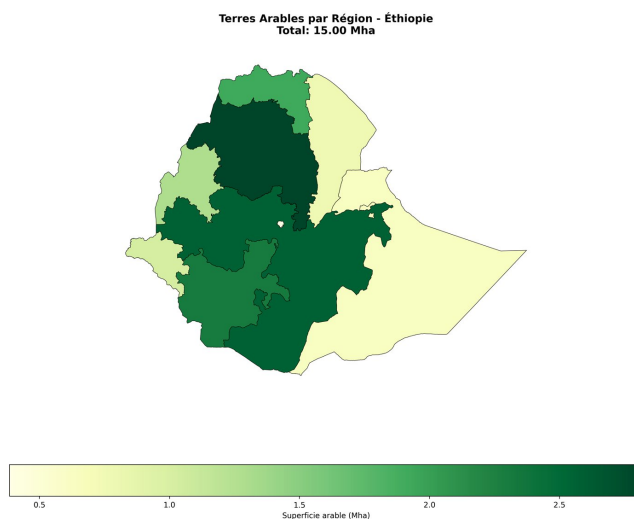 Terres Arables par Région - Éthiopie
Total: 15.00 Mha
0.5 1.0 1.5 2.0 2.5
Superficie arable (Mha)